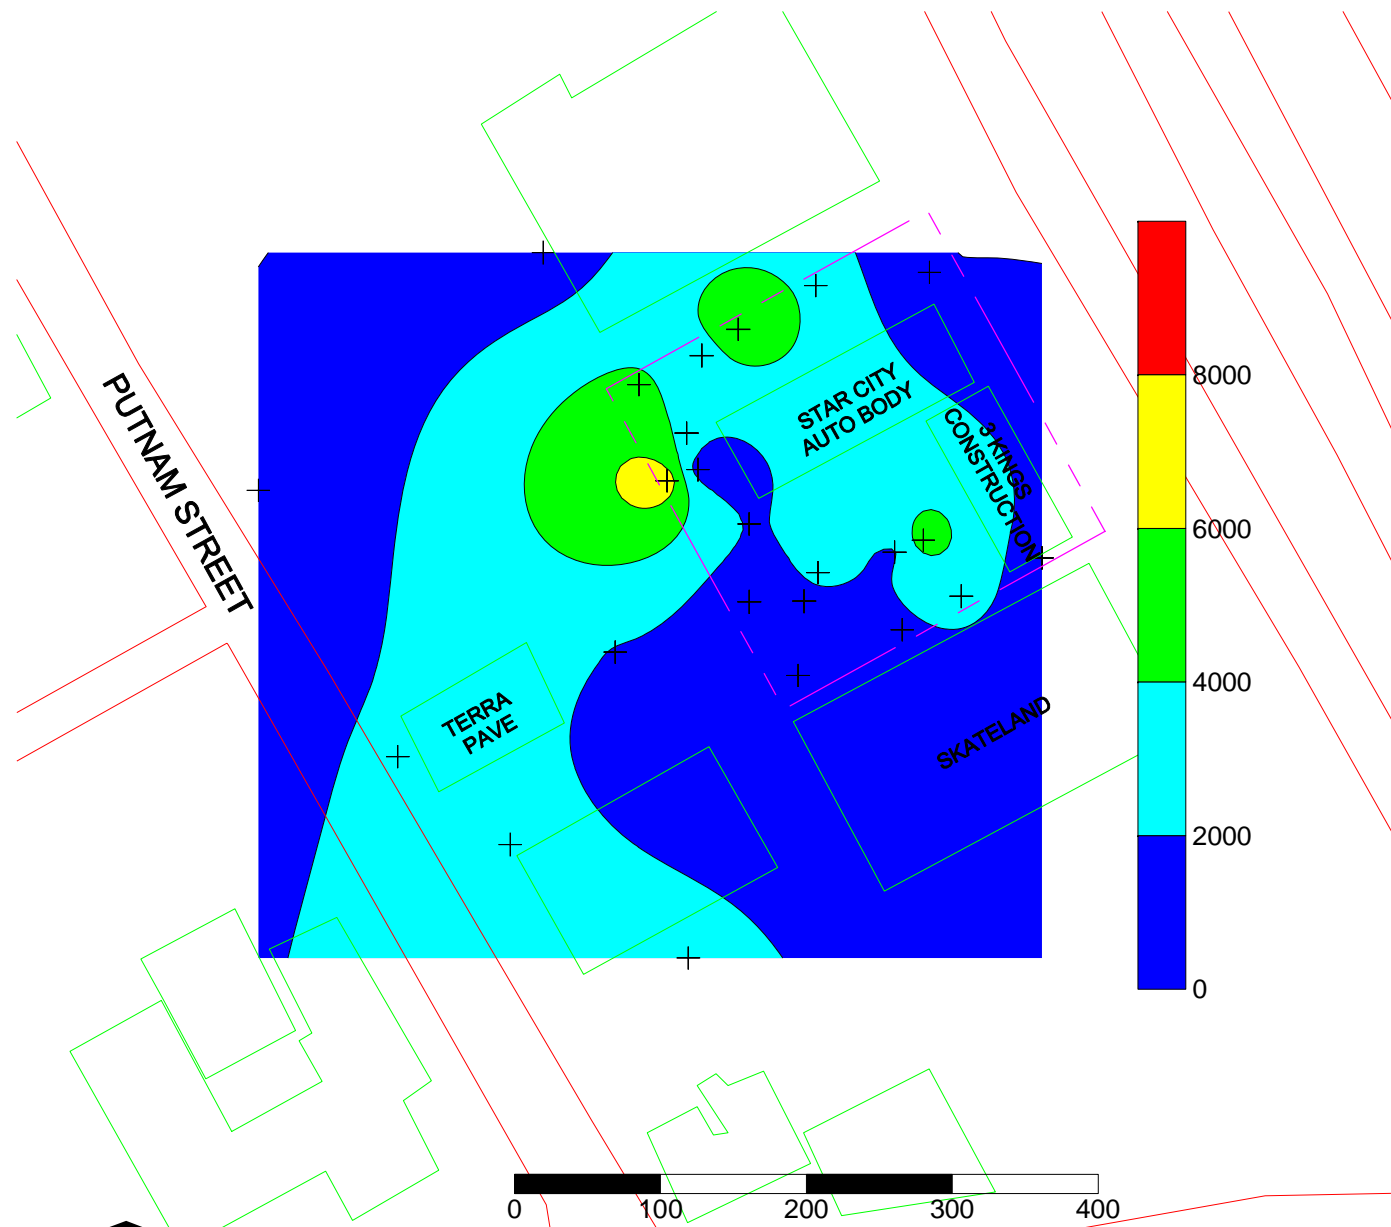 PUTNAM STREET
STAR CITY
AUTO BODY
3 KINGS
CONSTRUCTION
TERRA
PAVE
SKATELAND
8000
6000
4000
2000
0
0 100 200 300 400